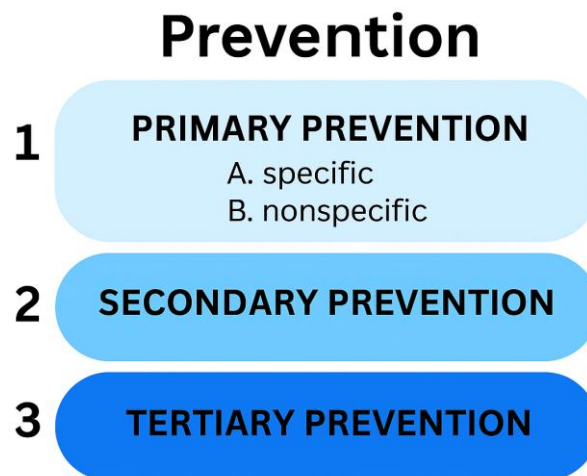 Prevention
1
PRIMARY PREVENTION
A. specific
B. nonspecific
2
SECONDARY PREVENTION
3
TERTIARY PREVENTION